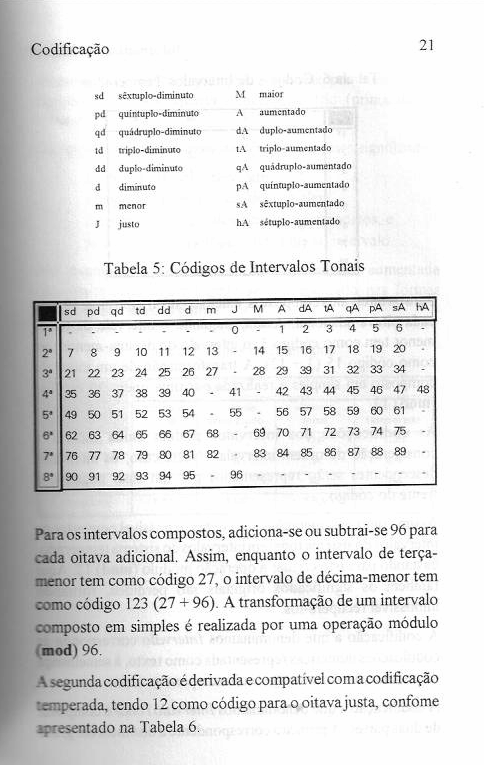 Codificação 21
sd sêxtuplo-diminuto M maior
pd quíntuplo-diminuto A aumentado
qd quádruplo-diminuto dA duplo-aumentado
td triplo-diminuto tA triplo-aumentado
dd duplo-diminuto qA quádruplo-aumentado
d diminuto pA quíntuplo-aumentado
m menor sA sêxtuplo-aumentado
J justo hA sétuplo-aumentado
Tabela 5: Códigos de Intervalos Tonais
sd pd qd td dd d m J M A dA tA qA pA sA hA
1ª - - - - - - - 0 - 1 2 3 4 5 6 -
2ª 7 8 9 10 11 12 13 - 14 15 16 17 18 19 20 -
3ª 21 22 23 24 25 26 27 - 28 29 39 31 32 33 34 -
4ª 35 36 37 38 39 40 - 41 - 42 43 44 45 46 47 48
5ª 49 50 51 52 53 54 - 55 - 56 57 58 59 60 61 -
6ª 62 63 64 65 66 67 68 - 69 70 71 72 73 74 75 -
7ª 76 77 78 79 80 81 82 - 83 84 85 86 87 88 89 -
8ª 90 91 92 93 94 95 - 96 - - - - - - - -
Para os intervalos compostos, adiciona-se ou subtrai-se 96 para
cada oitava adicional. Assim, enquanto o intervalo de terça-
menor tem como código 27, o intervalo de décima-menor tem
como código 123 (27 + 96). A transformação de um intervalo
composto em simples é realizada por uma operação módulo
(mod) 96.
A segunda codificação é derivada e compatível com a codificação
temperada, tendo 12 como código para o oitava justa, confome
apresentado na Tabela 6.